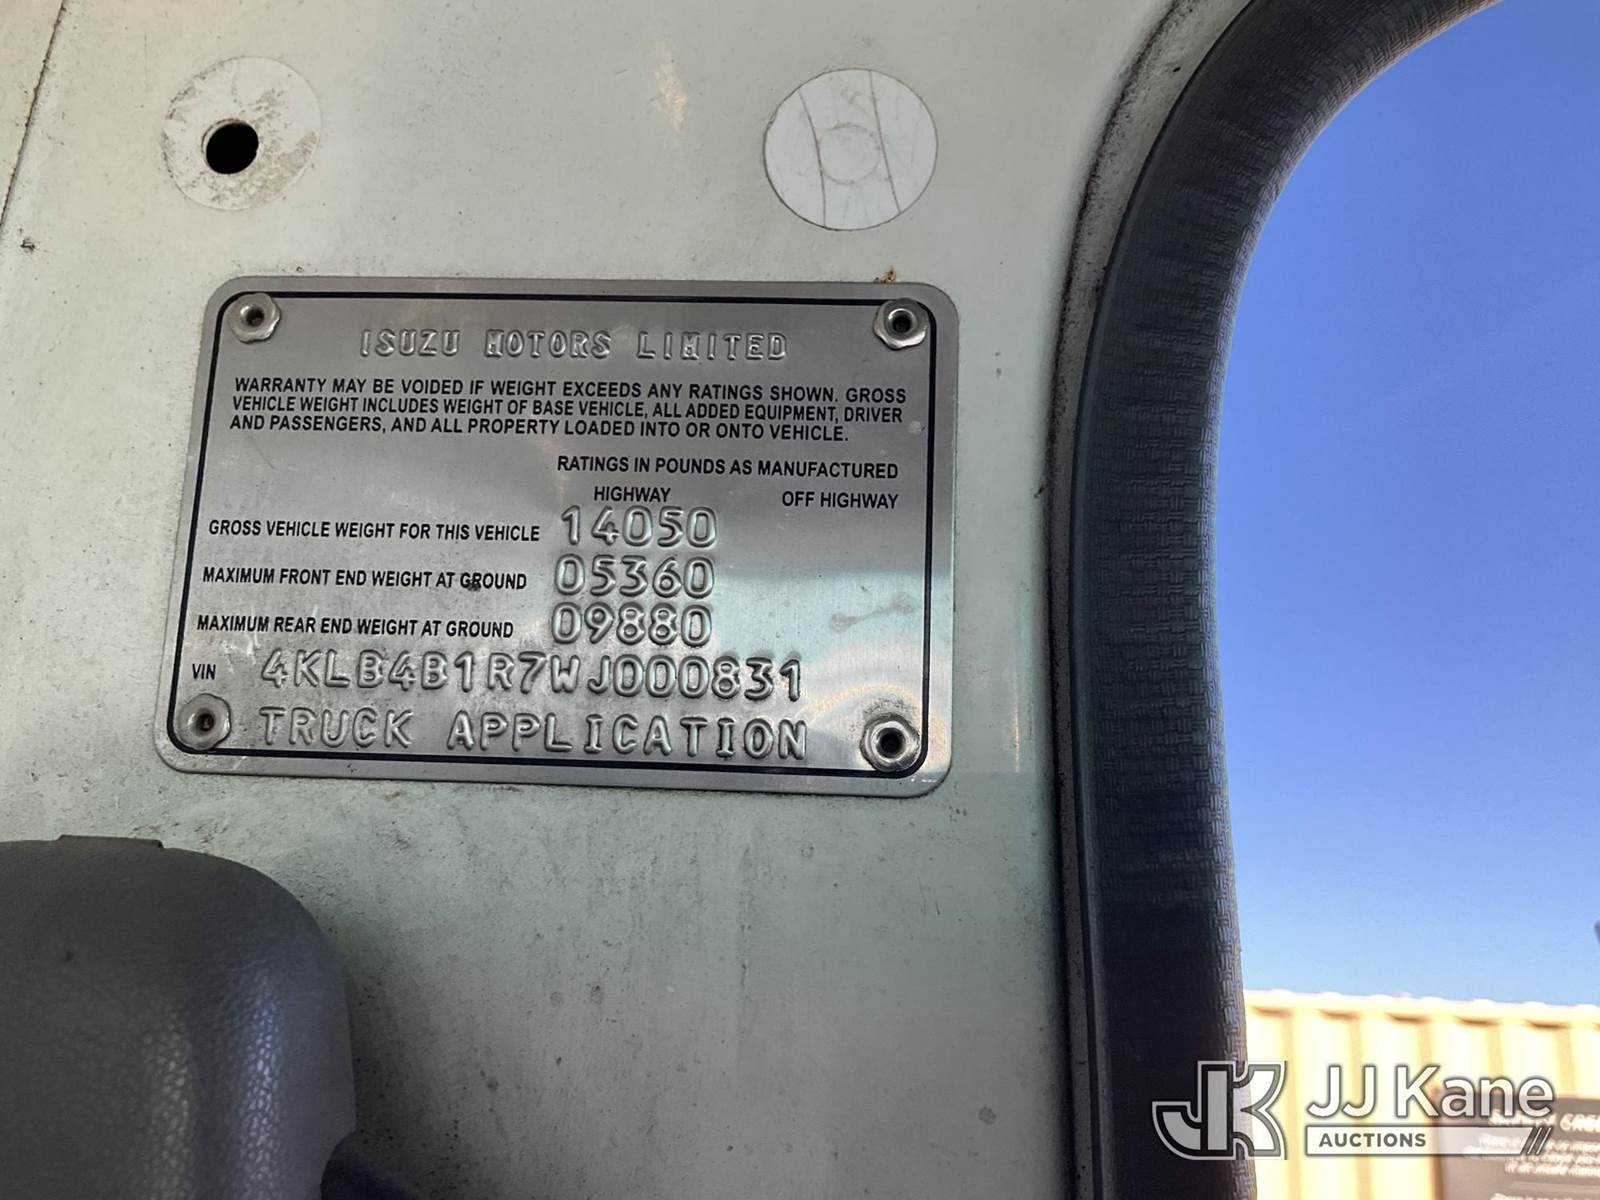 ISUZU MOTORS LIMITED
WARRANTY MAY BE VOIDED IF WEIGHT EXCEEDS ANY RATINGS SHOWN. GROSS
VEHICLE WEIGHT INCLUDES WEIGHT OF BASE VEHICLE, ALL ADDED EQUIPMENT, DRIVER
AND PASSENGERS, AND ALL PROPERTY LOADED INTO OR ONTO VEHICLE.
RATINGS IN POUNDS AS MANUFACTURED
HIGHWAY OFF HIGHWAY
GROSS VEHICLE WEIGHT FOR THIS VEHICLE 14050
MAXIMUM FRONT END WEIGHT AT GROUND 05360
MAXIMUM REAR END WEIGHT AT GROUND 09880
VIN 4KLB4B1R7WJ000831
TRUCK APPLICATION
JK JJ Kane
AUCTIONS